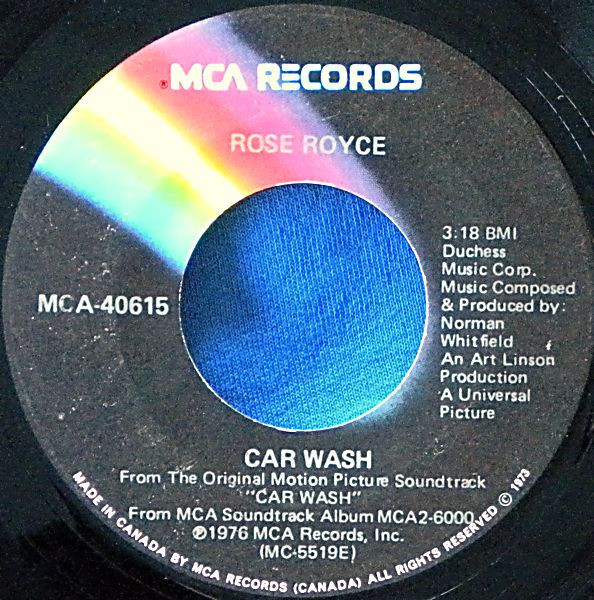 ® MCA RECORDS
ROSE ROYCE
MCA-40615
3:18 BMI
Duchess
Music Corp.
Music Composed
& Produced by:
Norman
Whitfield
An Art Linson
Production
A Universal
Picture
CAR WASH
From The Original Motion Picture Soundtrack
"CAR WASH"
From MCA Soundtrack Album MCA2-6000
℗1976 MCA Records, Inc.
(MC-5519E)
MADE IN CANADA BY MCA RECORDS (CANADA) ALL RIGHTS RESERVED © 1973